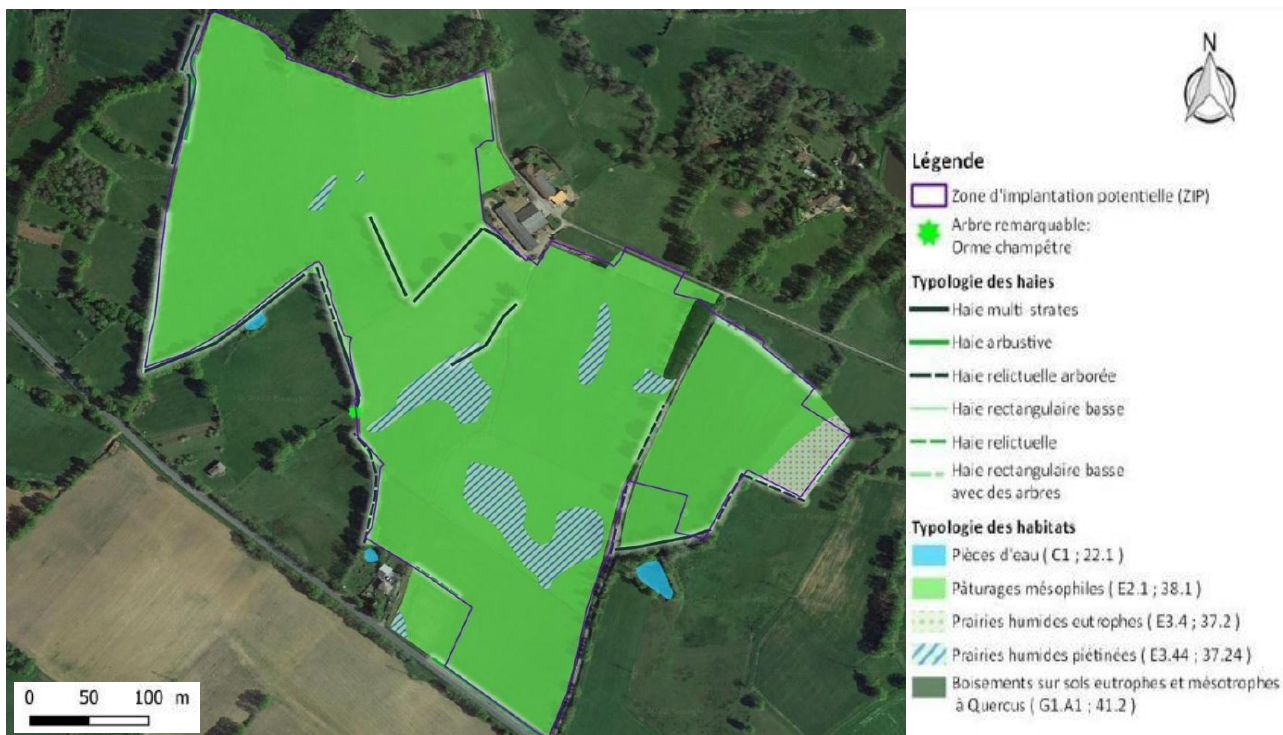 N
Légende
Zone d'implantation potentielle (ZIP)
Arbre remarquable:
Orme champêtre
Typologie des haies
Haie multi strates
Haie arbustive
Haie relictuelle arborée
Haie rectangulaire basse
Haie relictuelle
Haie rectangulaire basse
avec des arbres
Typologie des habitats
Pièces d'eau ( C1 ; 22.1 )
Pâturages mésophiles ( E2.1 ; 38.1 )
Prairies humides eutrophes ( E3.4 ; 37.2 )
Prairies humides piétinées ( E3.44 ; 37.24 )
Boisements sur sols eutrophes et mésotrophes
à Quercus ( G1.A1 ; 41.2 )
0 50 100 m